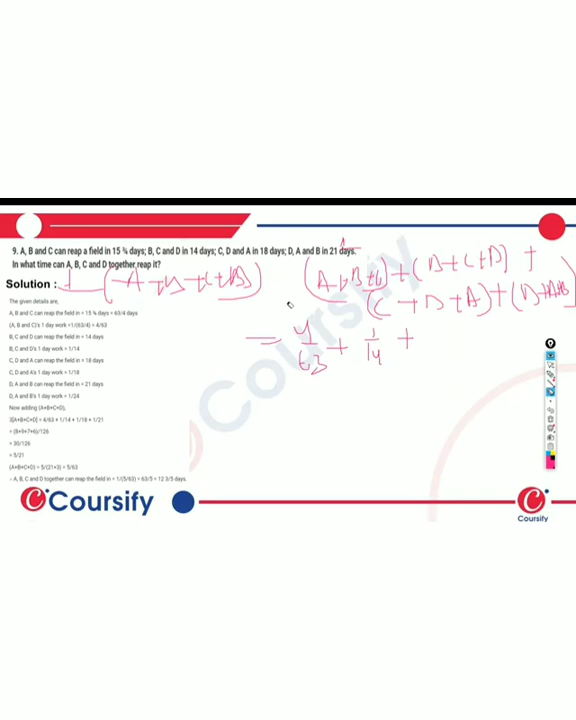 9. A, B and C can reap a field in 15 ¾ days; B, C and D in 14 days; C, D and A in 18 days; D, A and B in 21 days.
In what time can A, B, C and D together reap it?
Solution :
(A+B+C) + (B+C+D) +
(C+D+A) + (D+A+B)
= 4/63 + 1/14 +
The given details are,
A, B and C can reap the field in = 15 ¾ days = 63/4 days
(A, B and C)'s 1 day work =1/(63/4) = 4/63
B, C and D can reap the field in = 14 days
B, C and D's 1 day work = 1/14
C, D and A can reap the field in = 18 days
C, D and A's 1 day work = 1/18
D, A and B can reap the field in = 21 days
D, A and B's 1 day work = 1/24
Now adding (A+B+C+D),
3[A+B+C+D] = 4/63 + 1/14 + 1/18 + 1/21
= (8+9+7+6)/126
= 30/126
= 5/21
(A+B+C+D) = 5/(21×3) = 5/63
∴ A, B, C and D together can reap the field in = 1/(5/63) = 63/5 = 12 3/5 days.
Coursify
Coursify